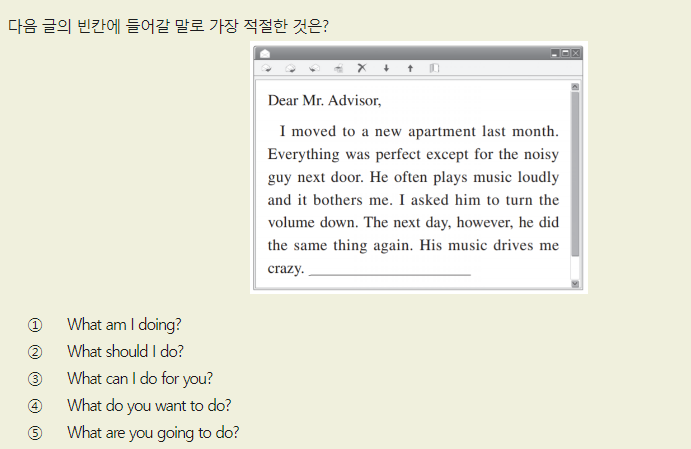 다음 글의 빈칸에 들어갈 말로 가장 적절한 것은?
Dear Mr. Advisor,
I moved to a new apartment last month.
Everything was perfect except for the noisy
guy next door. He often plays music loudly
and it bothers me. I asked him to turn the
volume down. The next day, however, he did
the same thing again. His music drives me
crazy. ____________________
① What am I doing?
② What should I do?
③ What can I do for you?
④ What do you want to do?
⑤ What are you going to do?